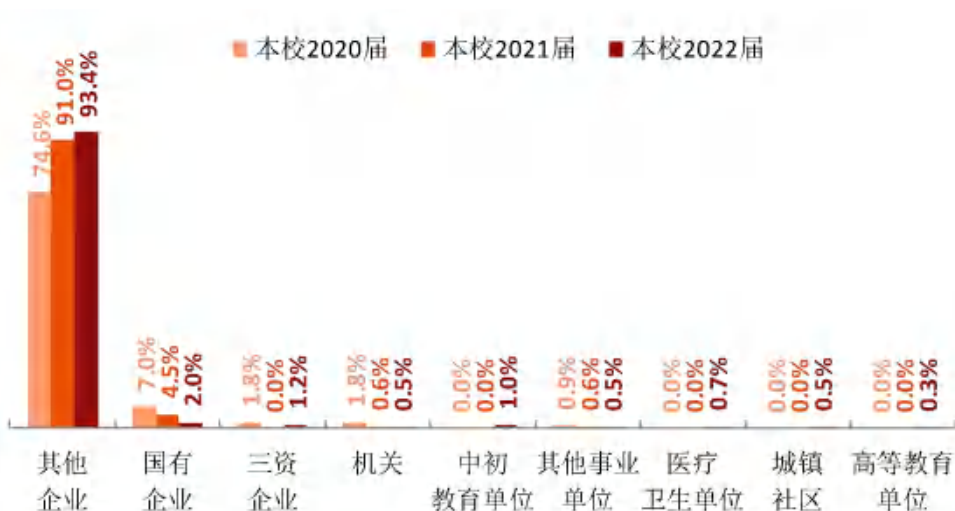 本校2020届 本校2021届 本校2022届
74.6% 91.0% 93.4%
7.0% 4.5% 2.0%
1.8% 0.0% 1.2%
1.8% 0.6% 0.5%
0.0% 0.0% 1.0%
0.9% 0.6% 0.5%
0.0% 0.0% 0.7%
0.0% 0.0% 0.5%
0.0% 0.0% 0.3%
其他 国有 三资 机关 中初 其他事业 医疗 城镇 高等教育
企业 企业 企业 教育单位 单位 卫生单位 社区 单位